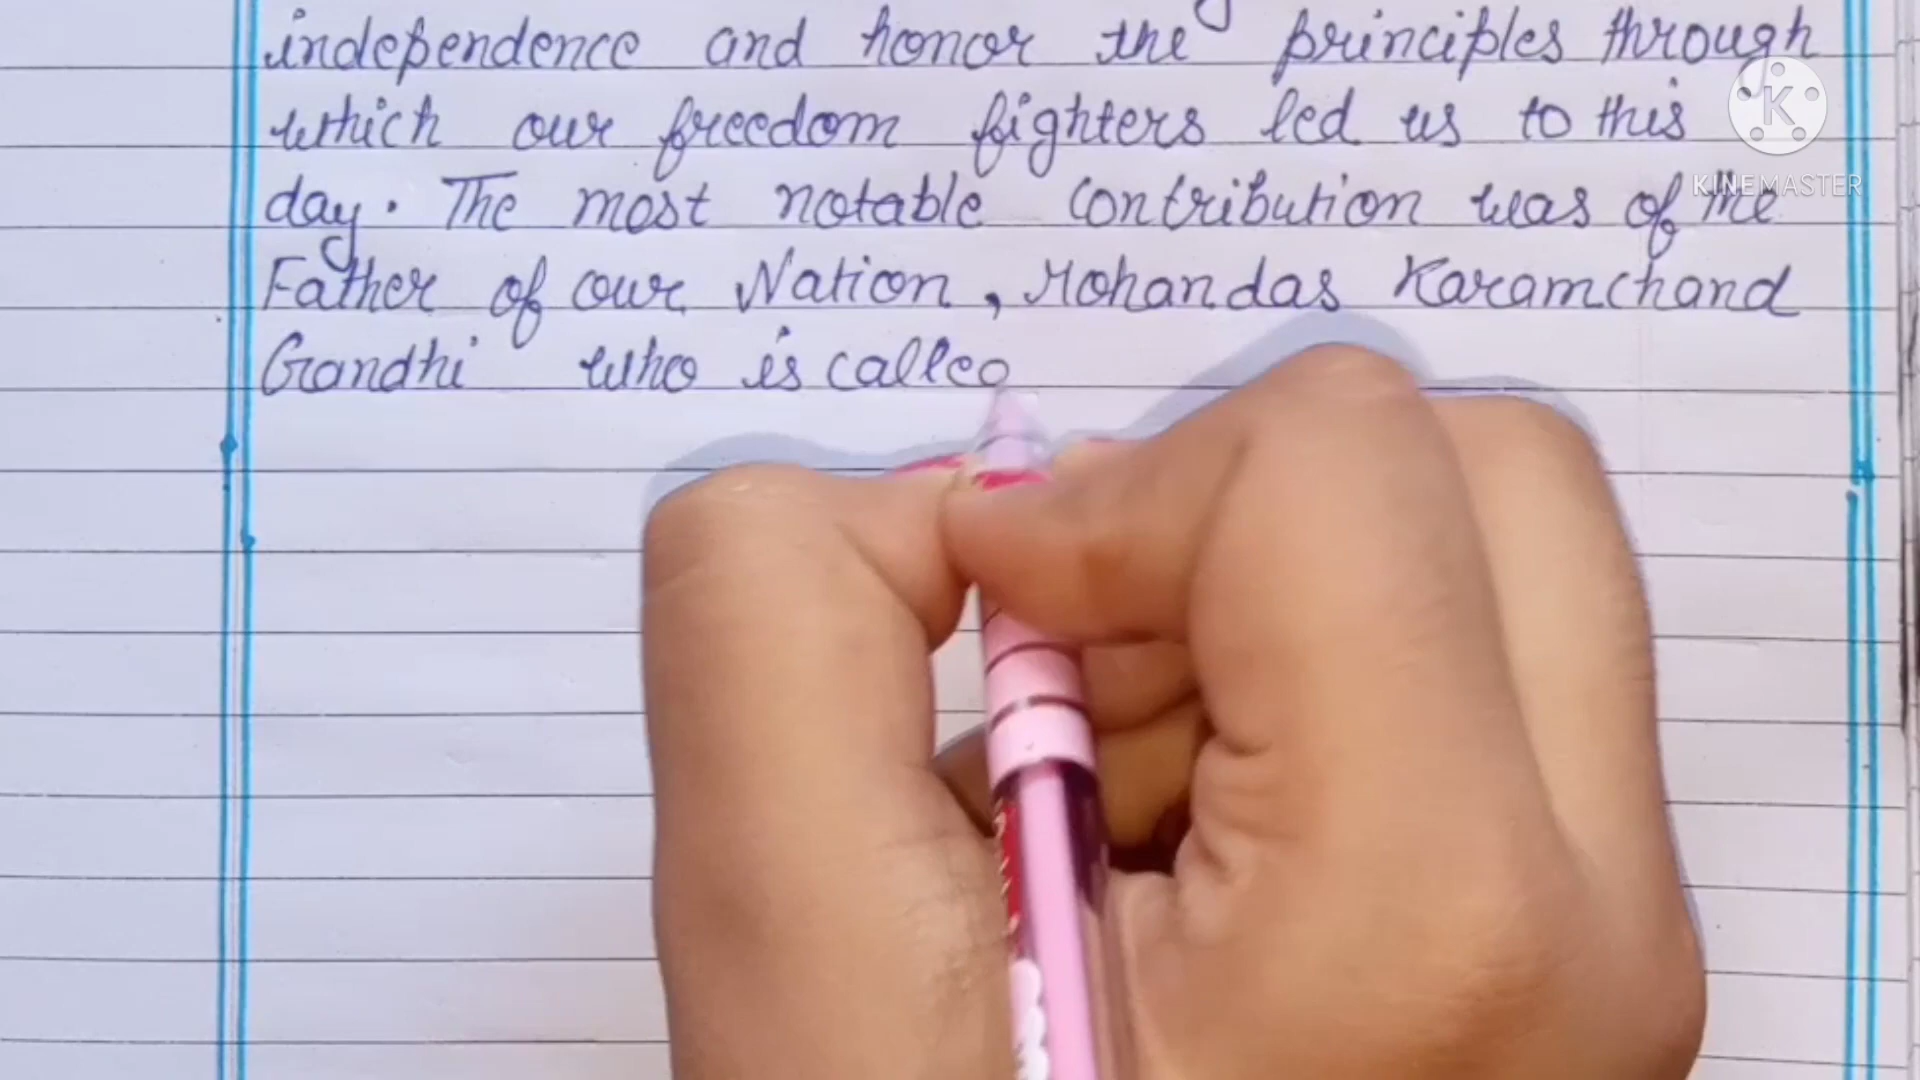 independence and honor the principles through
which our freedom fighters led us to this
day. The most notable contribution was of the
Father of our Nation, Mohandas Karamchand
Gandhi who is calleo
K
KINEMASTER